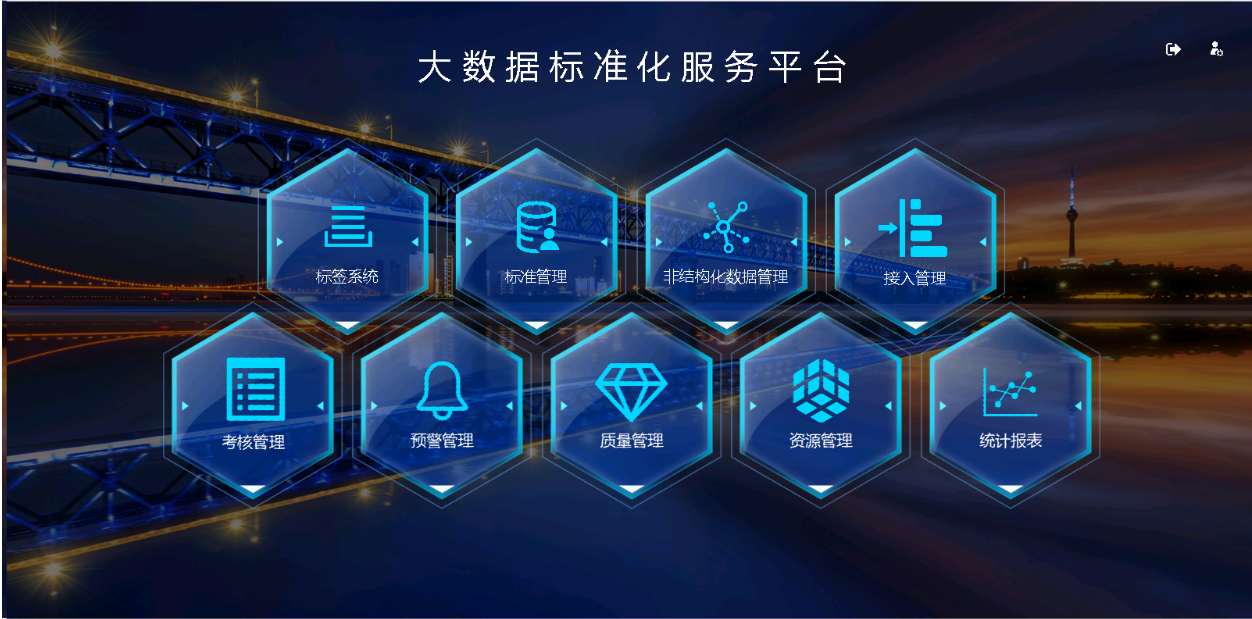 大数据标准化服务平台
标签系统
标准管理
非结构化数据管理
接入管理
考核管理
预警管理
质量管理
资源管理
统计报表